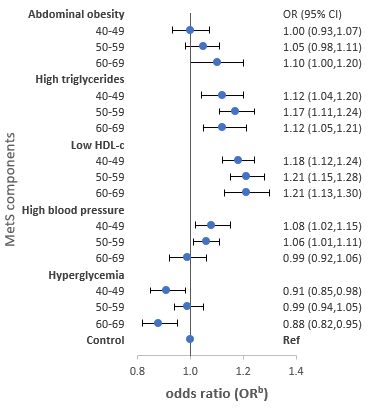 Abdominal obesity OR (95% CI)
40-49 1.00 (0.93,1.07)
50-59 1.05 (0.98,1.11)
60-69 1.10 (1.00,1.20)
High triglycerides
40-49 1.12 (1.04,1.20)
50-59 1.17 (1.11,1.24)
60-69 1.12 (1.05,1.21)
Low HDL-c
40-49 1.18 (1.12,1.24)
50-59 1.21 (1.15,1.28)
60-69 1.21 (1.13,1.30)
High blood pressure
40-49 1.08 (1.02,1.15)
50-59 1.06 (1.01,1.11)
60-69 0.99 (0.92,1.06)
Hyperglycemia
40-49 0.91 (0.85,0.98)
50-59 0.99 (0.94,1.05)
60-69 0.88 (0.82,0.95)
Control Ref
MetS components
0.8 1.0 1.2 1.4
odds ratio (ORᵇ)